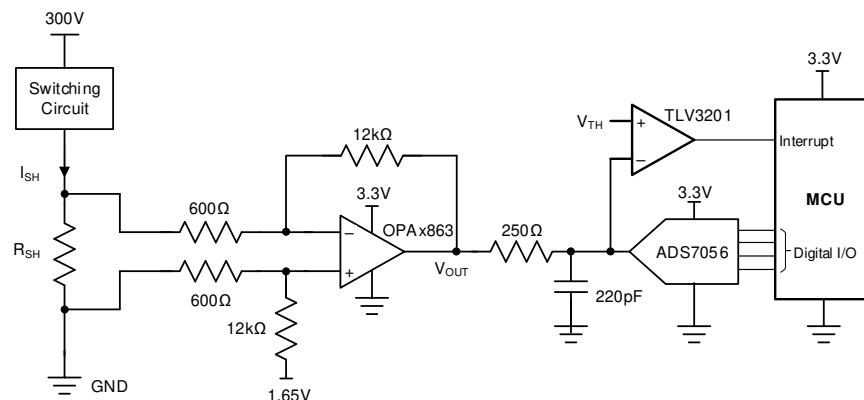 300V
Switching
Circuit
I_SH
R_SH
GND
600Ω
600Ω
12kΩ
12kΩ
1.65V
3.3V
OPAx863
V_OUT
250Ω
220pF
V_TH
TLV3201
3.3V
ADS7056
3.3V
Interrupt
MCU
Digital I/O